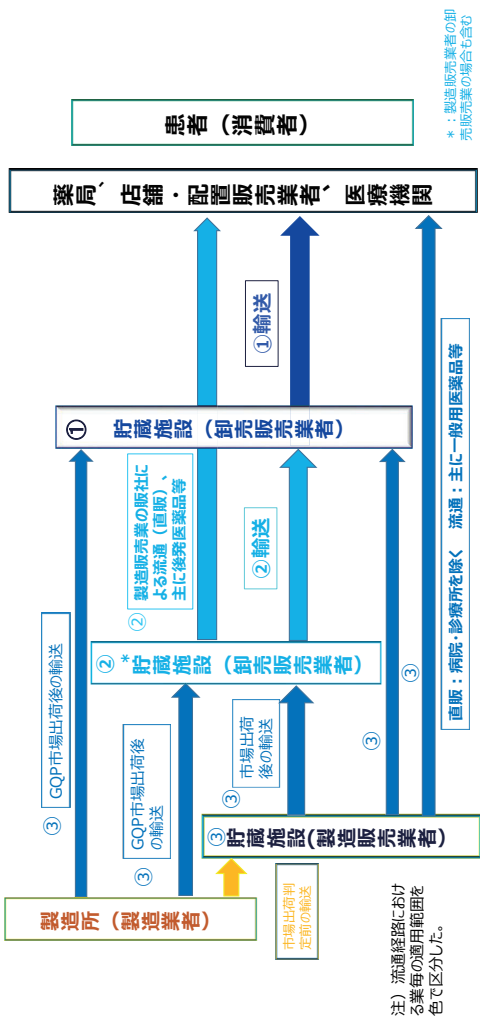 製造所（製造業者）
市場出荷判
定前の輸送
注）流通経路におけ
る業毎の適用範囲を
色で区分した。
③
GQP市場出荷後の輸送
③
GQP市場出荷後
の輸送
③
市場出荷
後の輸送
③貯蔵施設(製造販売業者）
②*貯蔵施設（卸売販売業者）
②
製造販売業の販社に
よる流通（直販）、
主に後発医薬品等
②輸送
③
③
直販：病院・診療所を除く　流通：主に一般用医薬品等
①　貯蔵施設（卸売販売業者）
①輸送
薬局、店舗・配置販売業者、医療機関
患者（消費者）
*：製造販売業者の卸
売販売業の場合も含む